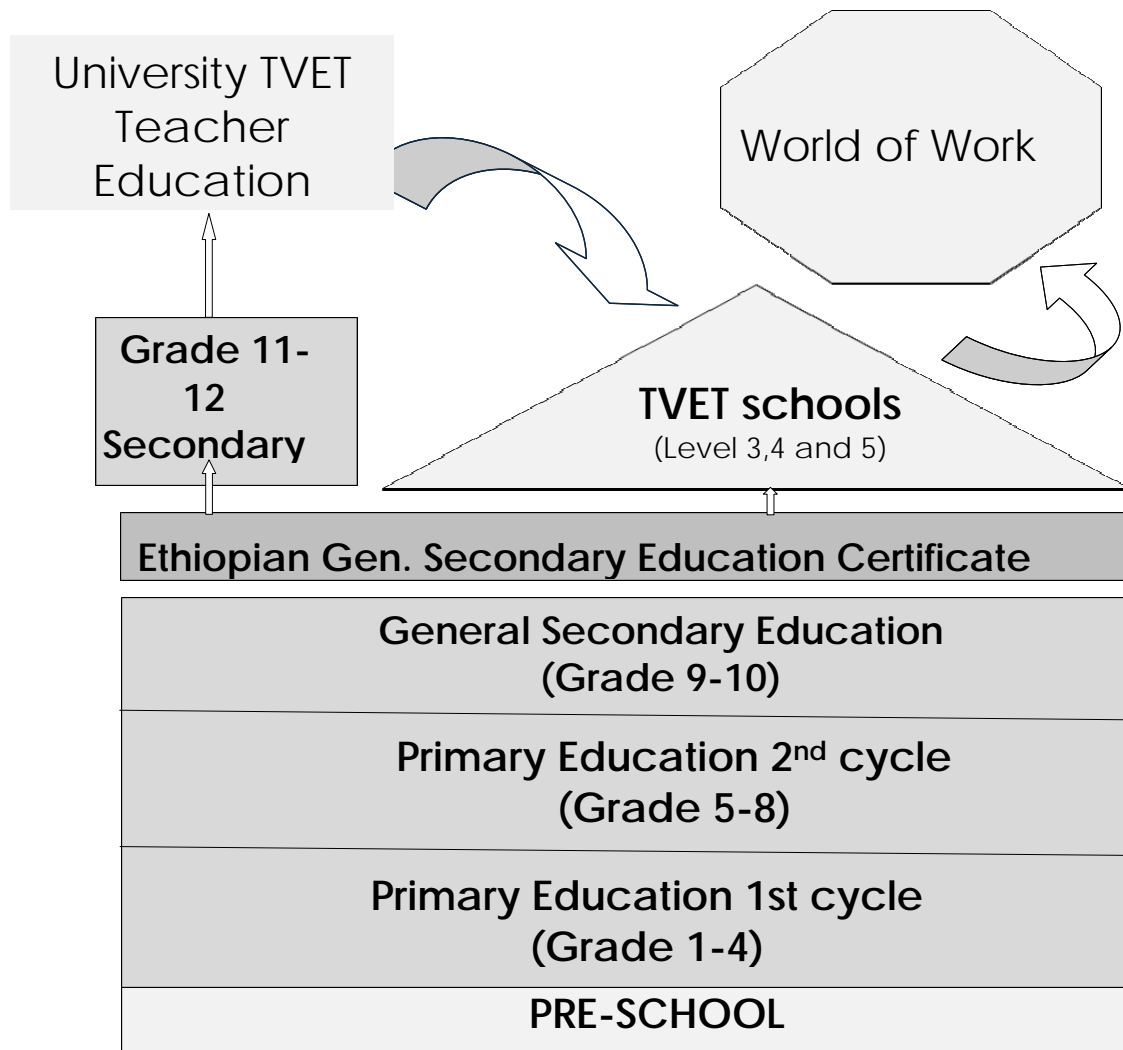 University TVET
Teacher
Education
World of Work
Grade 11-
12
Secondary
TVET schools
(Level 3,4 and 5)
Ethiopian Gen. Secondary Education Certificate
General Secondary Education
(Grade 9-10)
Primary Education 2nd cycle
(Grade 5-8)
Primary Education 1st cycle
(Grade 1-4)
PRE-SCHOOL